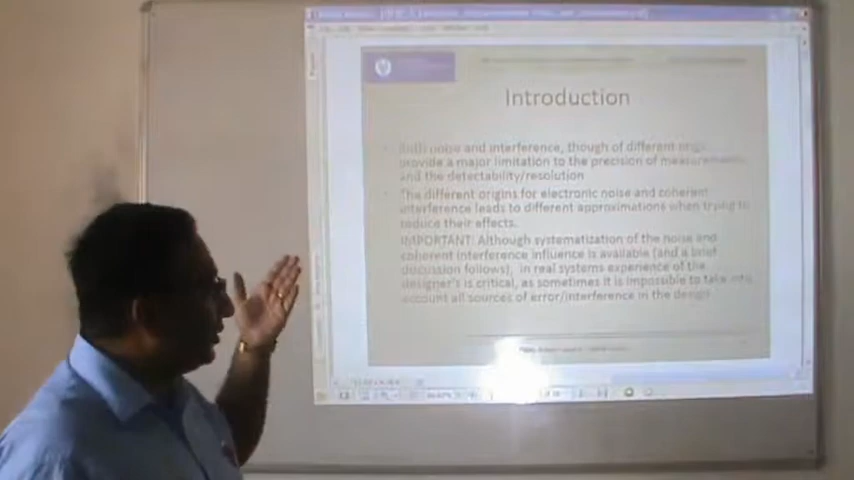 Introduction
Both noise and interference, though of different
provide a major limitation to the precision of measurements
and the detectability/resolution
The different origins for electronic noise and coherent
interference leads to different approximations when trying to
reduce their effects.
IMPORTANT: Although systematization of the noise and
coherent interference influence is available (and a brief
discussion follows), in real systems experience of the
designer's is critical, as sometimes it is impossible to take into
account all sources of error/interference in the design